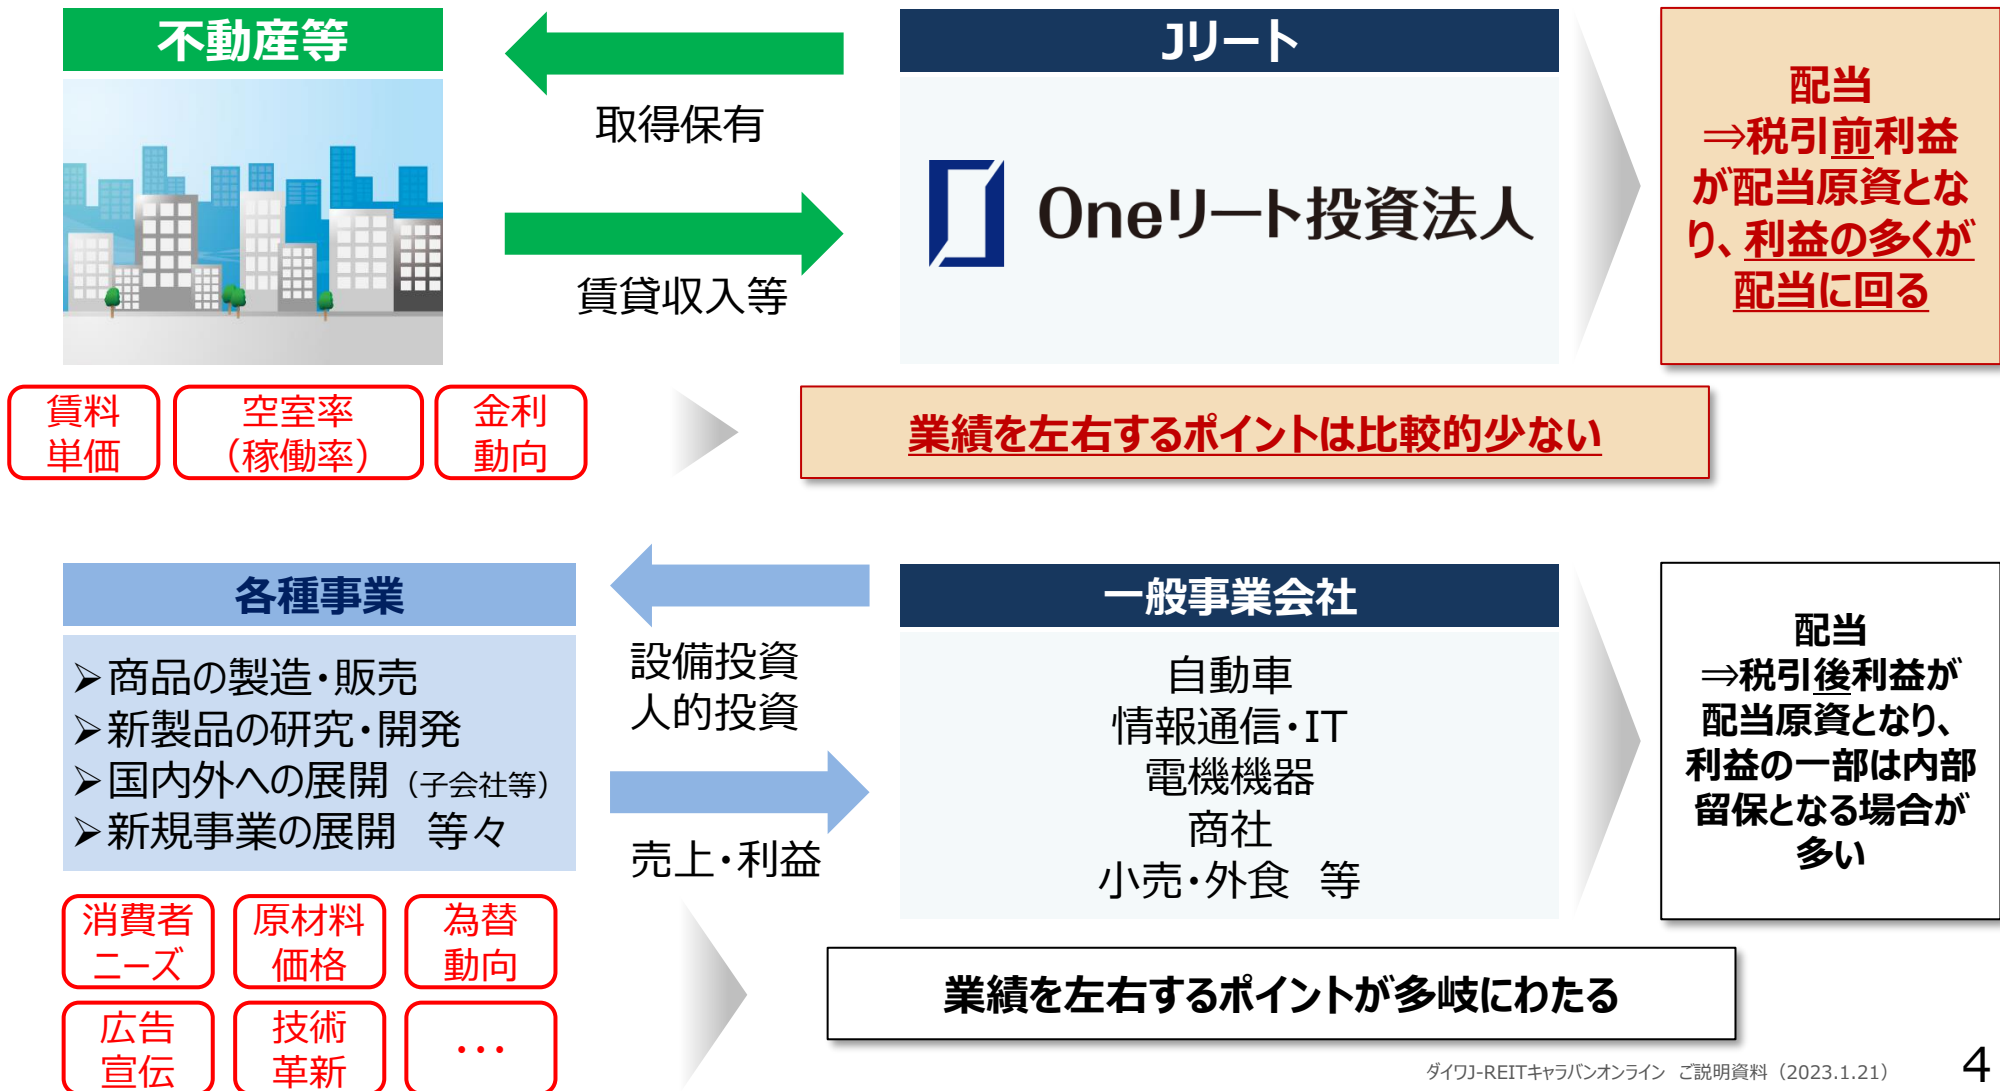 不動産等
取得保有
賃貸収入等
Jリート
Oneリート投資法人
配当
⇒税引前利益
が配当原資とな
り、利益の多くが
配当に回る
賃料
単価
空室率
（稼働率）
金利
動向
業績を左右するポイントは比較的少ない
各種事業
➢商品の製造・販売
➢新製品の研究・開発
➢国内外への展開（子会社等）
➢新規事業の展開　等々
設備投資
人的投資
売上・利益
一般事業会社
自動車
情報通信・IT
電機機器
商社
小売・外食　等
配当
⇒税引後利益が
配当原資となり、
利益の一部は内部
留保となる場合が
多い
消費者
ニーズ
原材料
価格
為替
動向
広告
宣伝
技術
革新
・・・
業績を左右するポイントが多岐にわたる
ダイワJ-REITキャラバンオンライン　ご説明資料（2023.1.21）
4